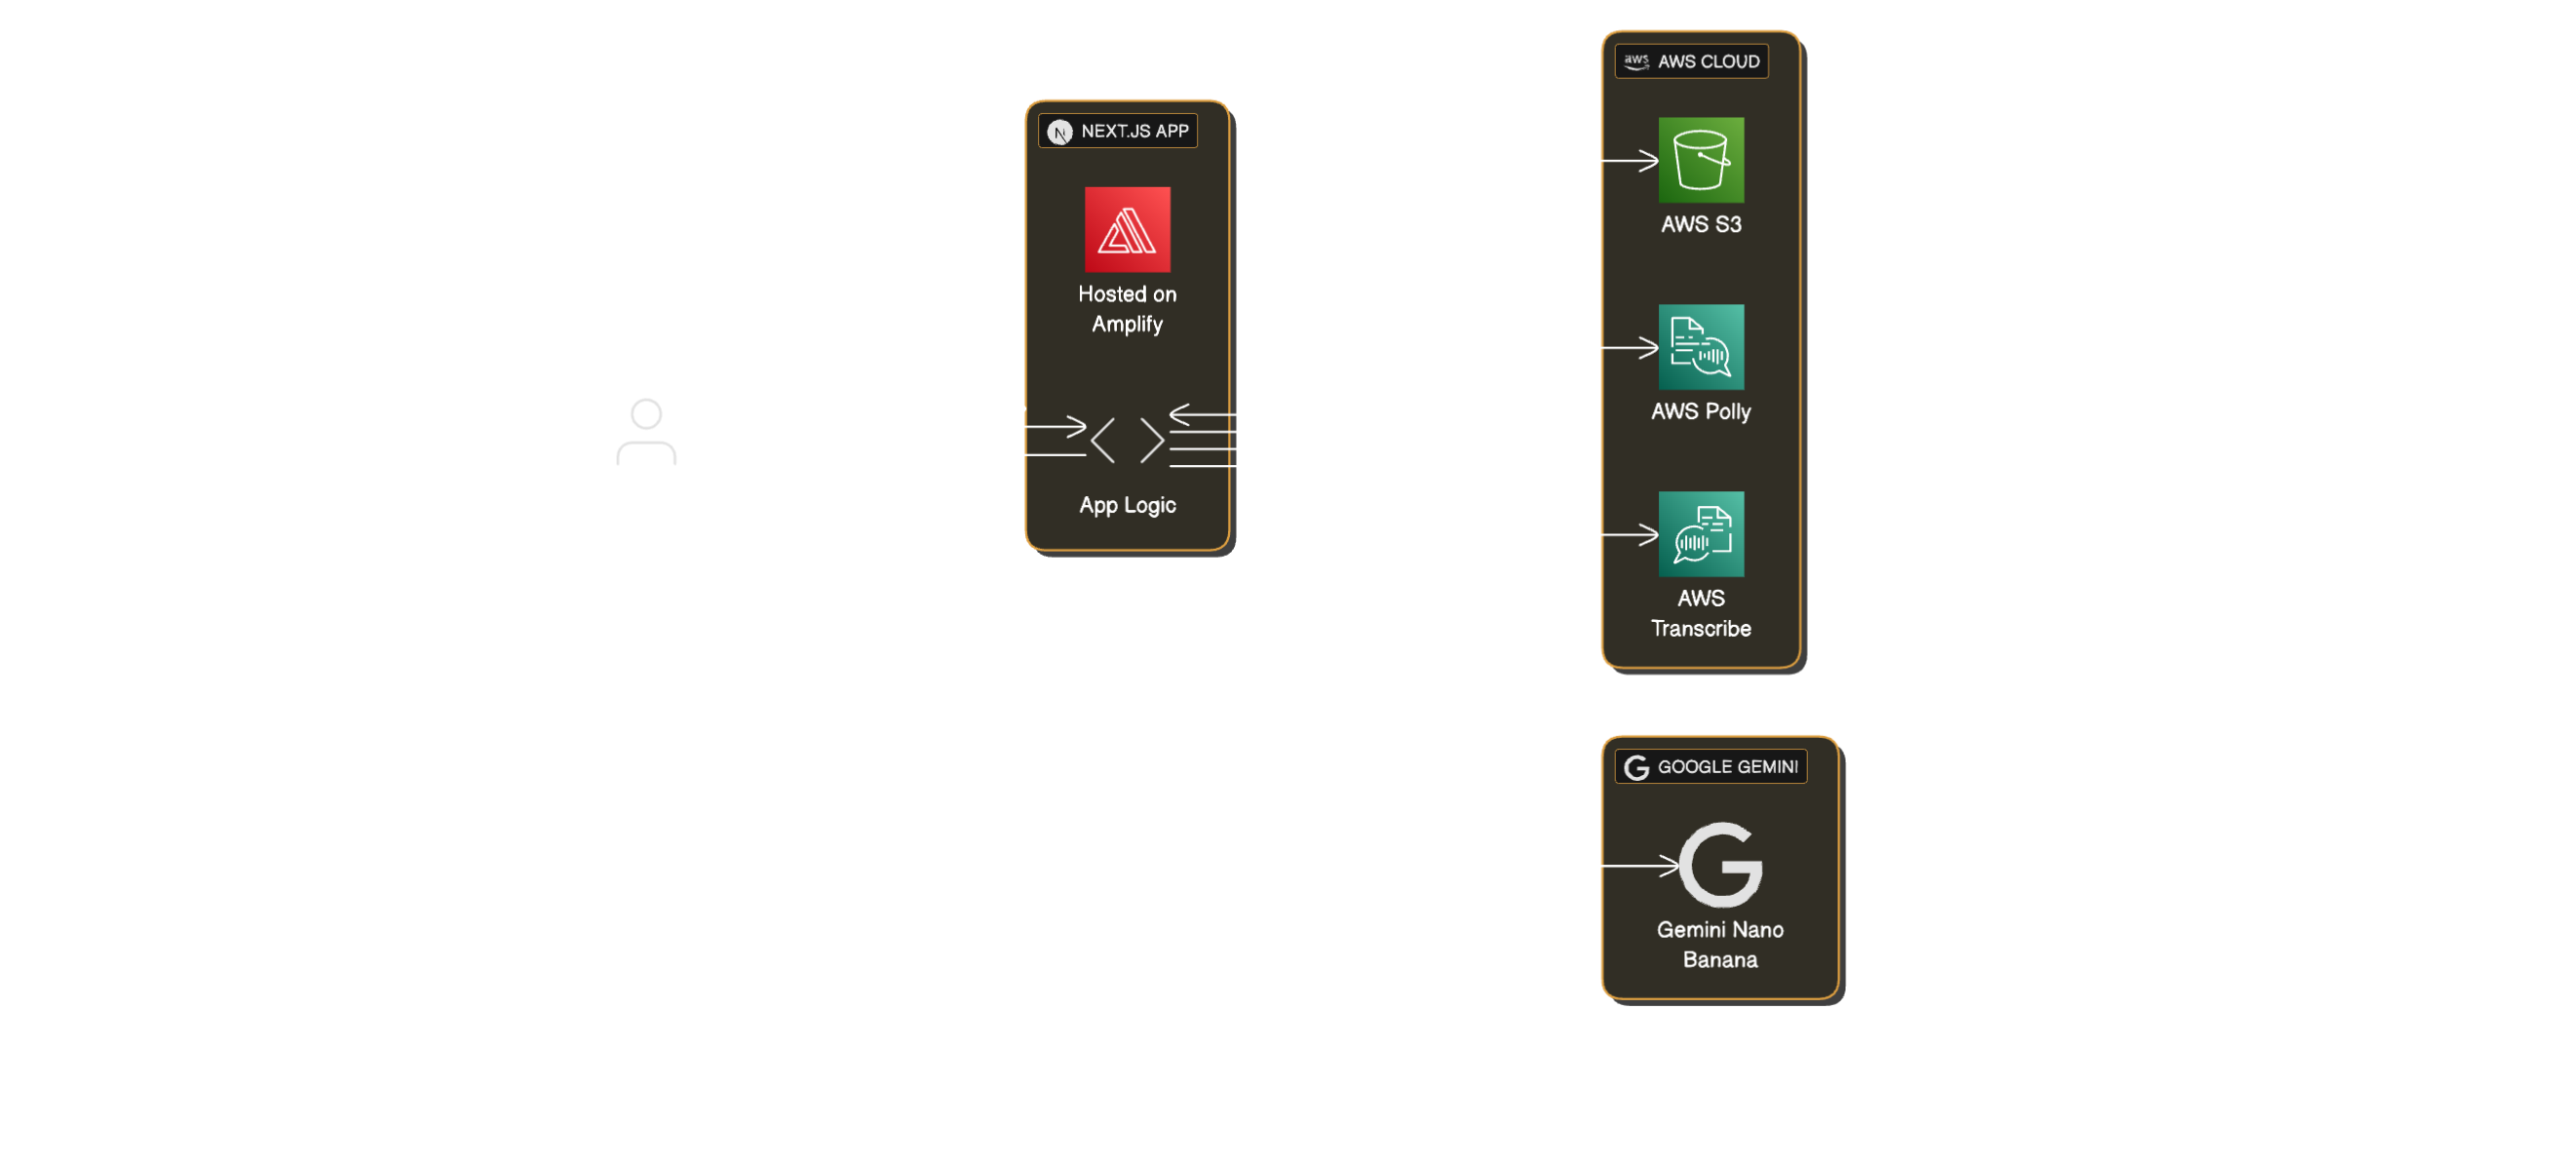 NEXT.JS APP
Hosted on
Amplify
App Logic
aws AWS CLOUD
AWS S3
AWS Polly
AWS
Transcribe
GOOGLE GEMINI
Gemini Nano
Banana